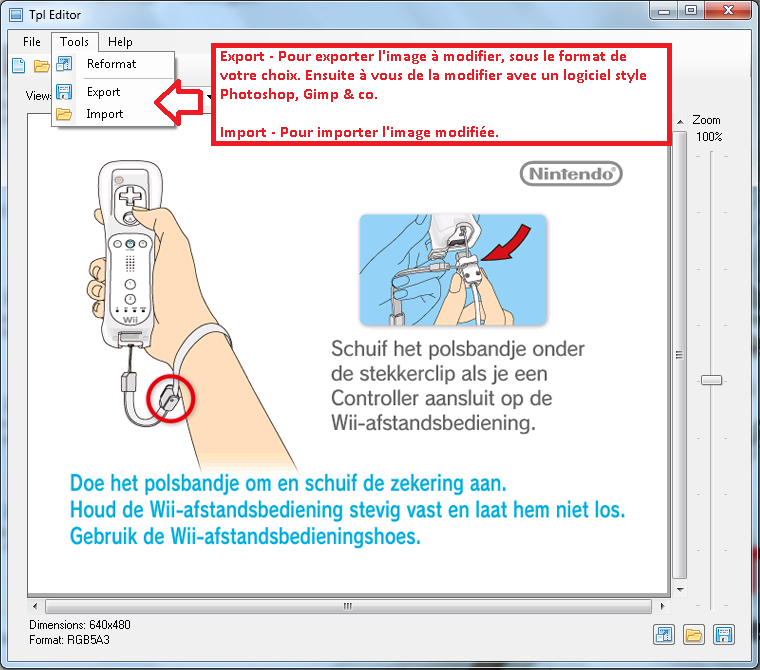 Tpl Editor
File Tools Help
Reformat
Export
Import
Export - Pour exporter l'image à modifier, sous le format de
votre choix. Ensuite à vous de la modifier avec un logiciel style
Photoshop, Gimp & co.
Import - Pour importer l'image modifiée.
View
Zoom
100%
Nintendo®
Wii
Schuif het polsbandje onder
de stekkerclip als je een
Controller aansluit op de
Wii-afstandsbediening.
Doe het polsbandje om en schuif de zekering aan.
Houd de Wii-afstandsbediening stevig vast en laat hem niet los.
Gebruik de Wii-afstandsbedieningshoes.
Dimensions: 640x480
Format: RGB5A3